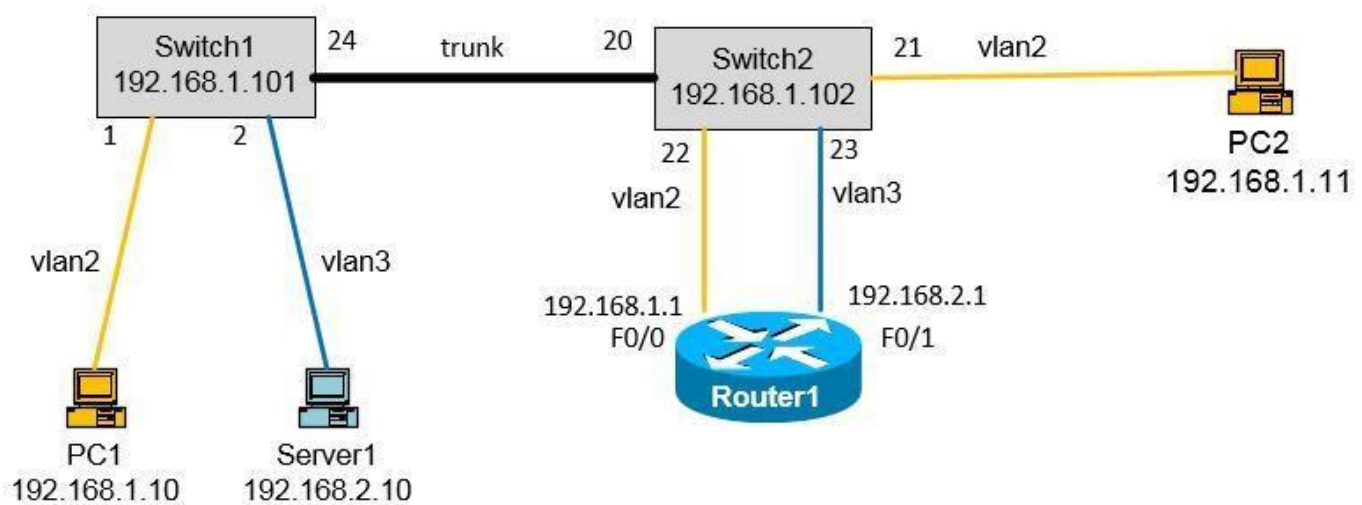 Switch1
192.168.1.101
24
trunk
20
Switch2
192.168.1.102
21
vlan2
1
2
22
23
PC2
192.168.1.11
vlan2
vlan3
vlan2
vlan3
192.168.1.1
F0/0
192.168.2.1
F0/1
Router1
PC1
192.168.1.10
Server1
192.168.2.10